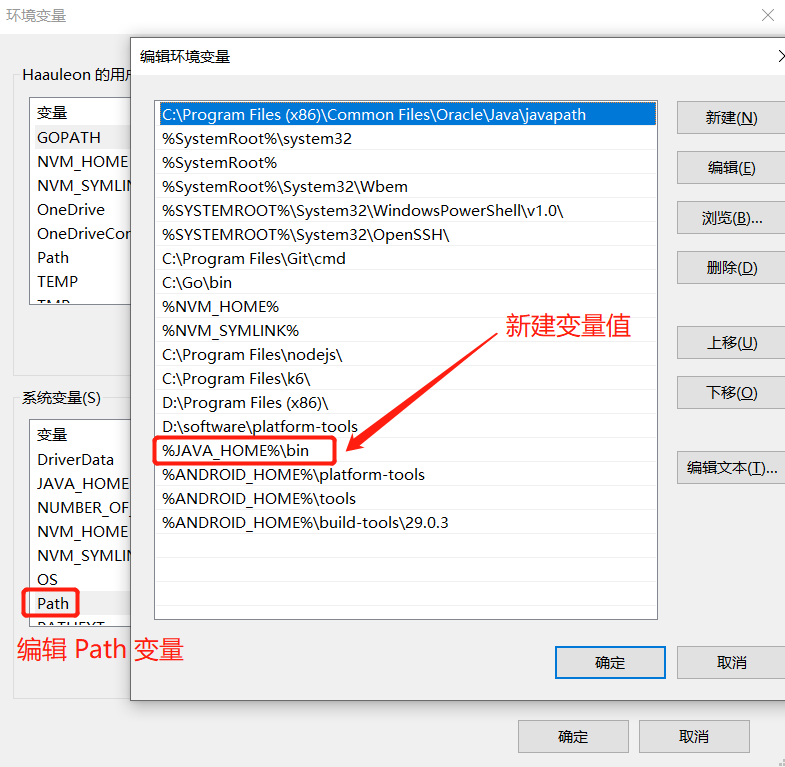 环境变量
编辑环境变量
Haauleon 的用户
变量
GOPATH
NVM_HOME
NVM_SYMLIN
OneDrive
OneDriveCor
Path
TEMP
TMP
系统变量(S)
变量
DriverData
JAVA_HOME
NUMBER_OF_
NVM_HOME
NVM_SYMLIN
OS
Path
PATHEXT
编辑 Path 变量
C:\Program Files (x86)\Common Files\Oracle\Java\javapath
%SystemRoot%\system32
%SystemRoot%
%SystemRoot%\System32\Wbem
%SYSTEMROOT%\System32\WindowsPowerShell\v1.0\
%SYSTEMROOT%\System32\OpenSSH\
C:\Program Files\Git\cmd
C:\Go\bin
%NVM_HOME%
%NVM_SYMLINK%
C:\Program Files\nodejs\
C:\Program Files\k6\
D:\Program Files (x86)\
D:\software\platform-tools
%JAVA_HOME%\bin
%ANDROID_HOME%\platform-tools
%ANDROID_HOME%\tools
%ANDROID_HOME%\build-tools\29.0.3
新建变量值
新建(N)
编辑(E)
浏览(B)...
删除(D)
上移(U)
下移(O)
编辑文本(T)...
确定
取消
确定
取消